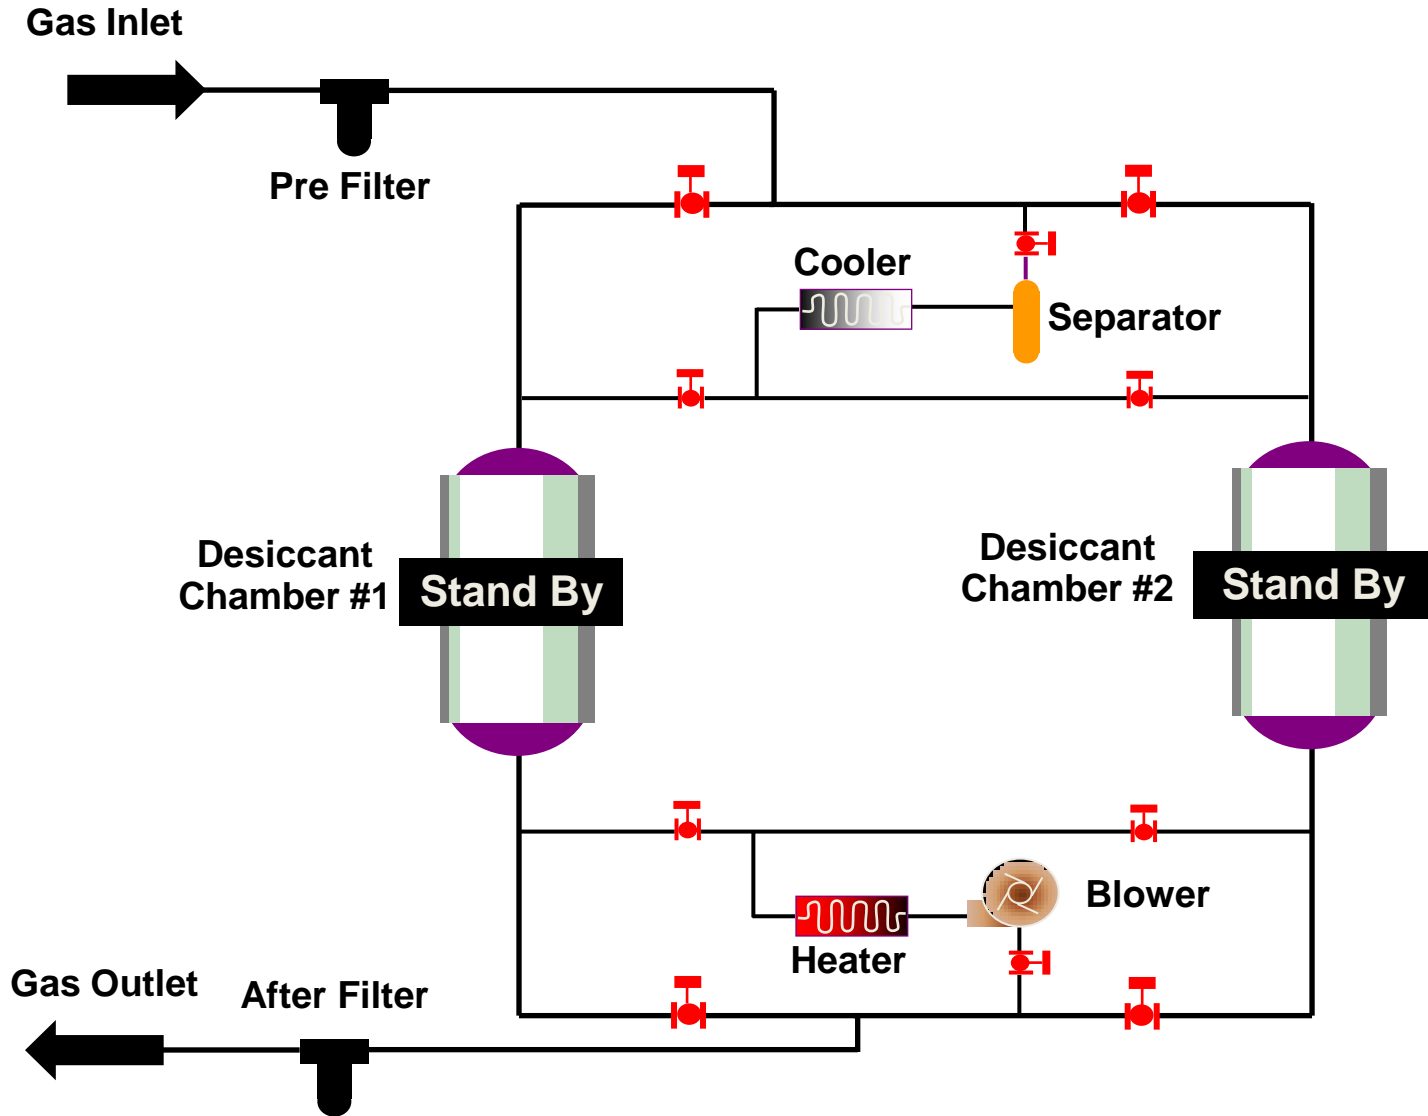 Gas Inlet
Pre Filter
Cooler
Separator
Desiccant
Chamber #1
Stand By
Desiccant
Chamber #2
Stand By
Blower
Heater
Gas Outlet
After Filter